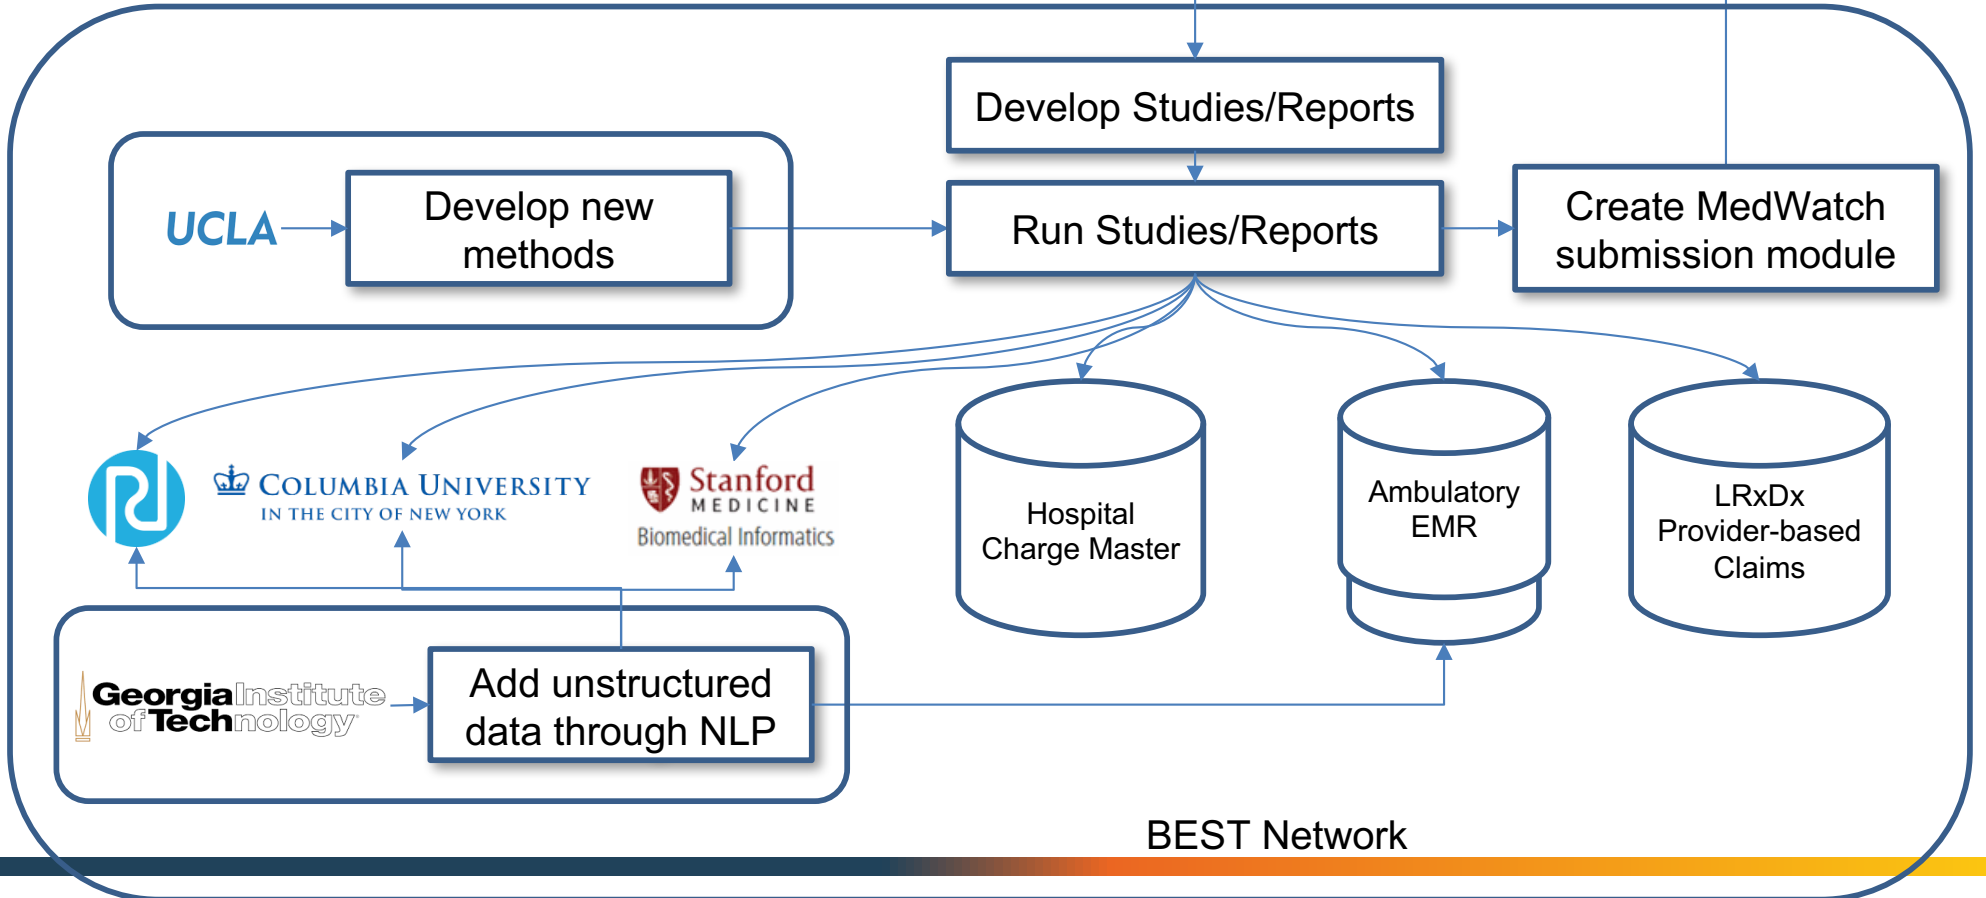 Develop Studies/Reports
UCLA
Develop new
methods
Run Studies/Reports
Create MedWatch
submission module
COLUMBIA UNIVERSITY
IN THE CITY OF NEW YORK
Stanford
MEDICINE
Biomedical Informatics
Hospital
Charge Master
Ambulatory
EMR
LRxDx
Provider-based
Claims
Georgia Institute
of Technology
Add unstructured
data through NLP
BEST Network